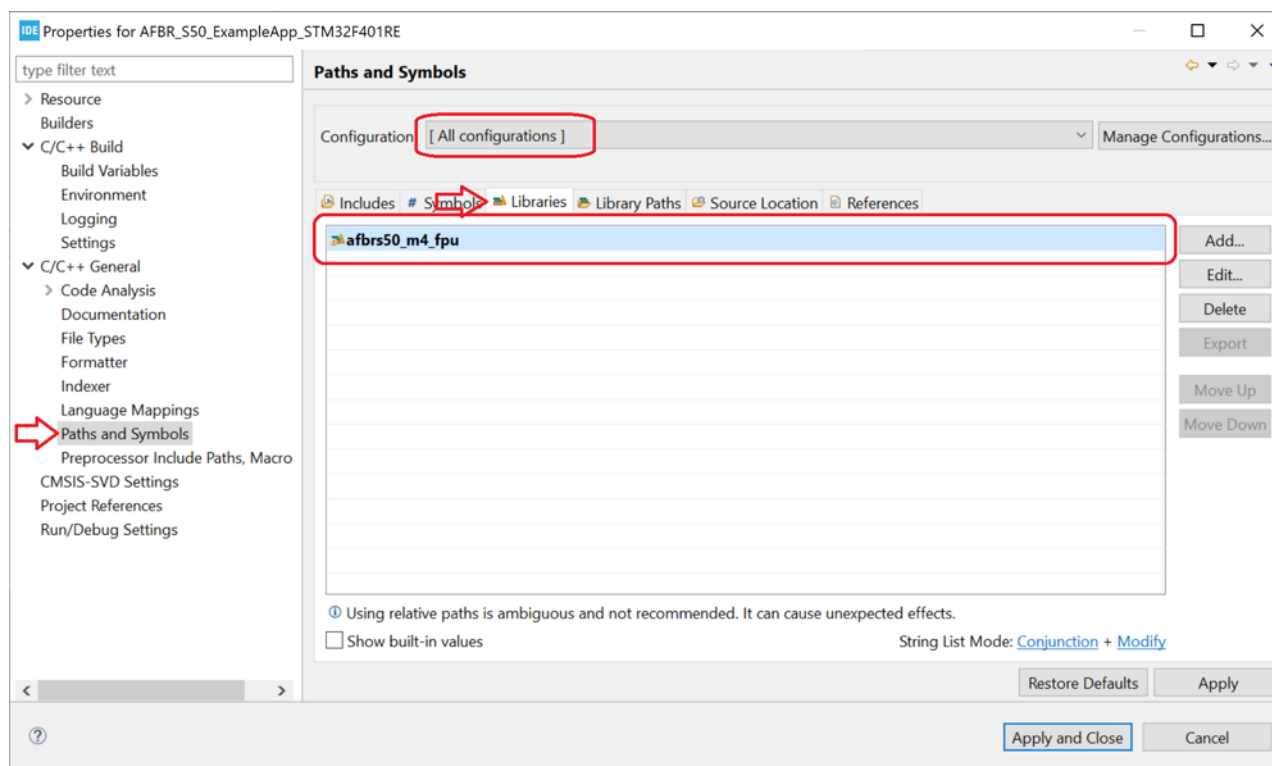 IDE Properties for AFBR_S50_ExampleApp_STM32F401RE
type filter text
Paths and Symbols
Resource
Builders
C/C++ Build
Build Variables
Environment
Logging
Settings
C/C++ General
Code Analysis
Documentation
File Types
Formatter
Indexer
Language Mappings
Paths and Symbols
Preprocessor Include Paths, Macro
CMSIS-SVD Settings
Project References
Run/Debug Settings
Configuration [ All configurations ] Manage Configurations...
Includes # Symbols Libraries Library Paths Source Location References
afbrs50_m4_fpu
Add...
Edit...
Delete
Export
Move Up
Move Down
Using relative paths is ambiguous and not recommended. It can cause unexpected effects.
Show built-in values String List Mode: Conjunction + Modify
Restore Defaults Apply
Apply and Close Cancel